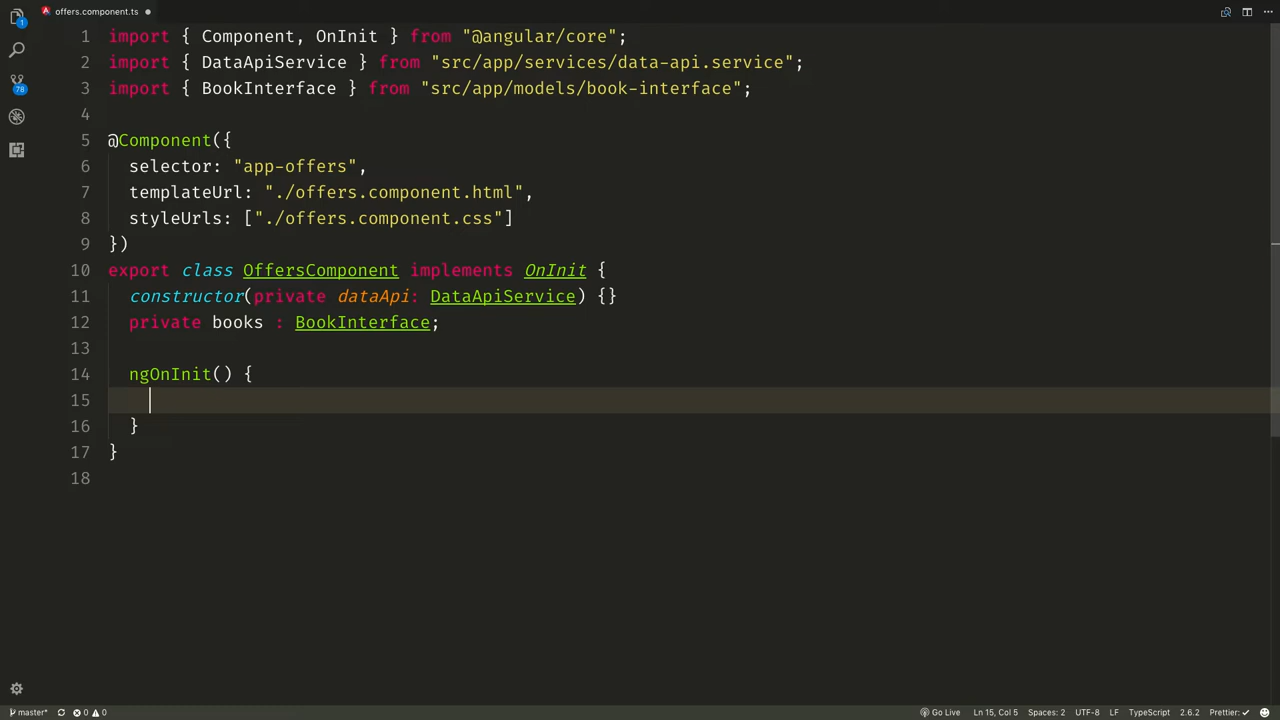 offers.component.ts
1 import { Component, OnInit } from "@angular/core";
2 import { DataApiService } from "src/app/services/data-api.service";
3 import { BookInterface } from "src/app/models/book-interface";
4
5 @Component({
6 selector: "app-offers",
7 templateUrl: "./offers.component.html",
8 styleUrls: ["./offers.component.css"]
9 })
10 export class OffersComponent implements OnInit {
11 constructor(private dataApi: DataApiService) {}
12 private books : BookInterface;
13
14 ngOnInit() {
15
16 }
17 }
18
1
78
master* 0 0 Go Live Ln 15, Col 5 Spaces: 2 UTF-8 LF TypeScript 2.6.2 Prettier: ✓